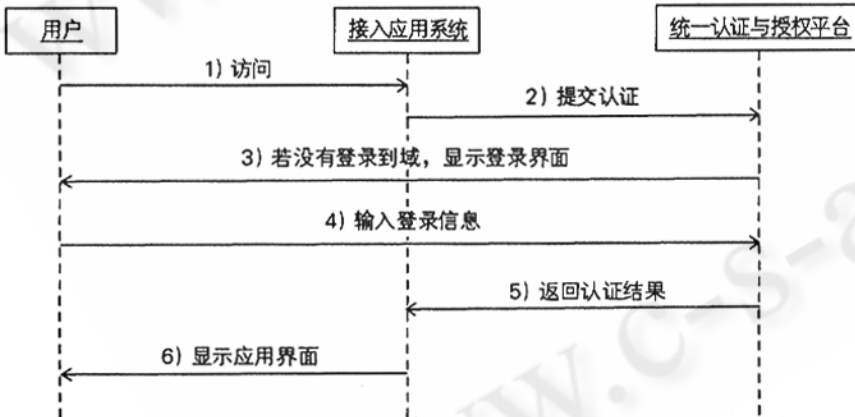 用户
接入应用系统
统一认证与授权平台
1) 访问
2) 提交认证
3) 若没有登录到域，显示登录界面
4) 输入登录信息
5) 返回认证结果
6) 显示应用界面